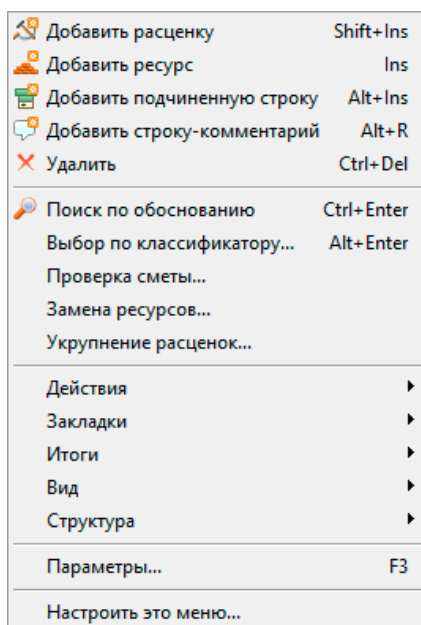 Добавить расценку Shift+Ins
Добавить ресурс Ins
Добавить подчиненную строку Alt+Ins
Добавить строку-комментарий Alt+R
Удалить Ctrl+Del
Поиск по обоснованию Ctrl+Enter
Выбор по классификатору... Alt+Enter
Проверка сметы...
Замена ресурсов...
Укрупнение расценок...
Действия
Закладки
Итоги
Вид
Структура
Параметры... F3
Настроить это меню...